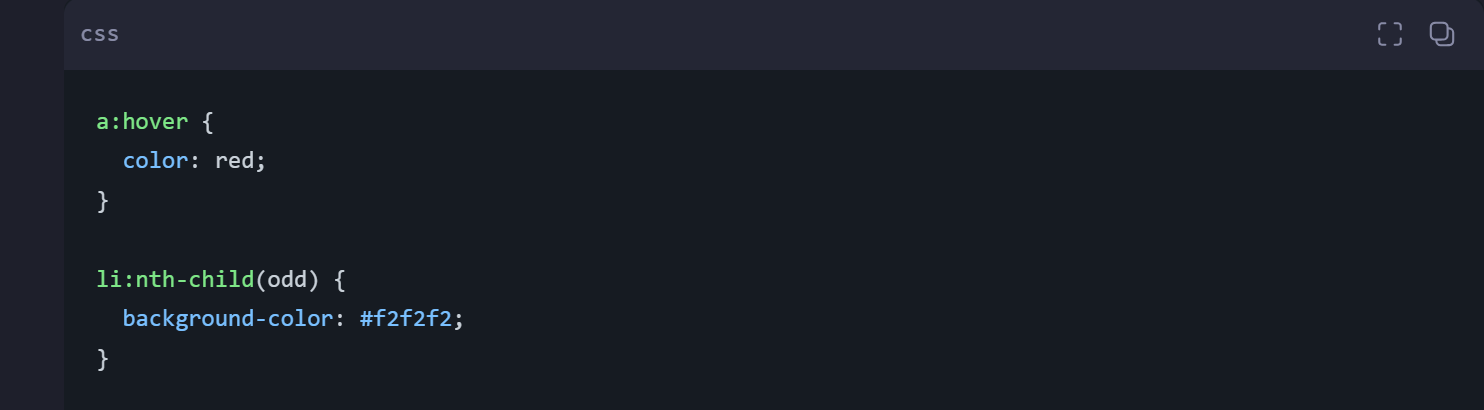 css
a:hover {
  color: red;
}
li:nth-child(odd) {
  background-color: #f2f2f2;
}